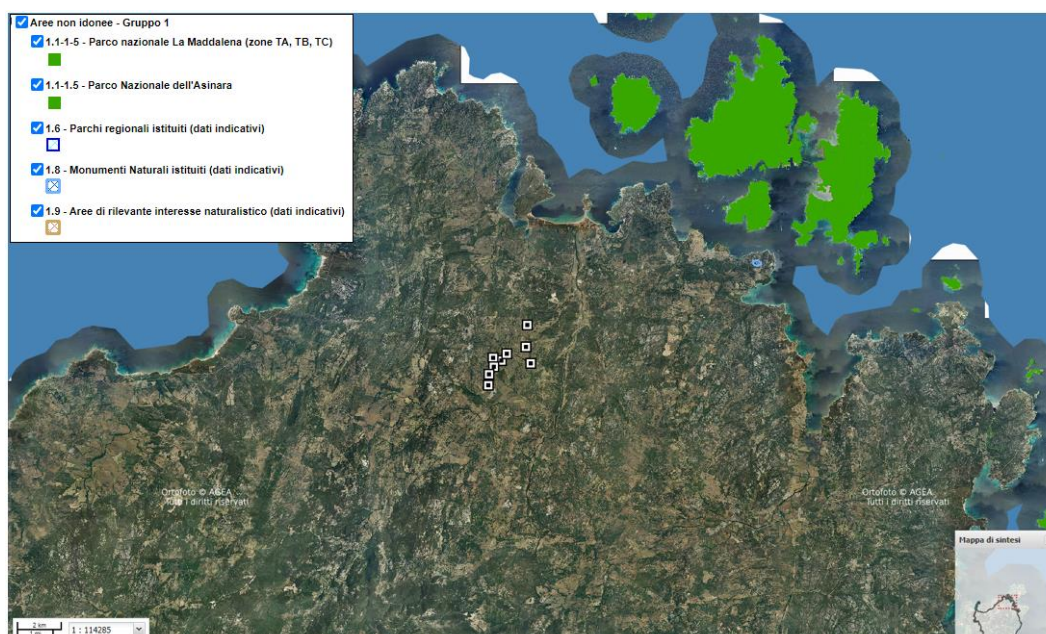 Aree non idonee - Gruppo 1
1.1-1-5 - Parco nazionale La Maddalena (zone TA, TB, TC)
1.1-1.5 - Parco Nazionale dell'Asinara
1.6 - Parchi regionali istituiti (dati indicativi)
1.8 - Monumenti Naturali istituiti (dati indicativi)
1.9 - Aree di rilevante interesse naturalistico (dati indicativi)
Ortofoto © AGEA
Tutti i diritti riservati
Ortofoto © AGEA
Tutti i diritti riservati
Mappa di sintesi
2 km
1 : 114285